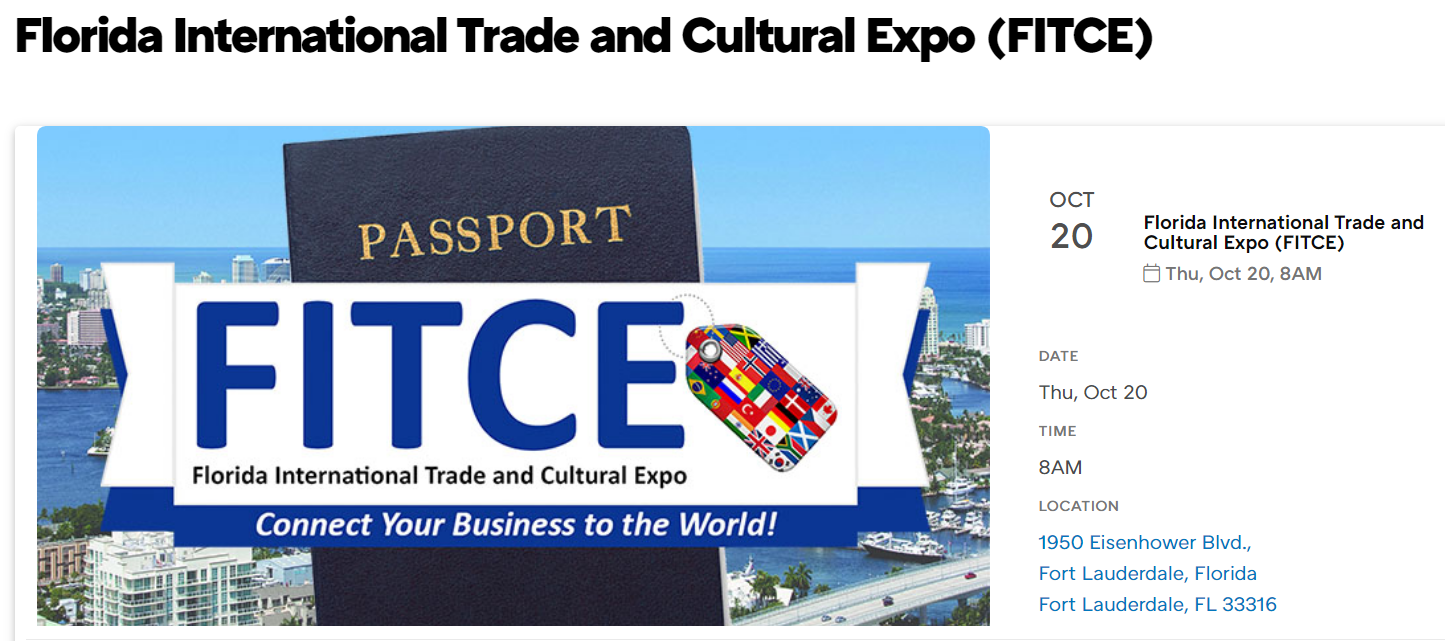 Florida International Trade and Cultural Expo (FITCE)
PASSPORT
FITCE
Florida International Trade and Cultural Expo
Connect Your Business to the World!
OCT
20
Florida International Trade and
Cultural Expo (FITCE)
Thu, Oct 20, 8AM
DATE
Thu, Oct 20
TIME
8AM
LOCATION
1950 Eisenhower Blvd.,
Fort Lauderdale, Florida
Fort Lauderdale, FL 33316